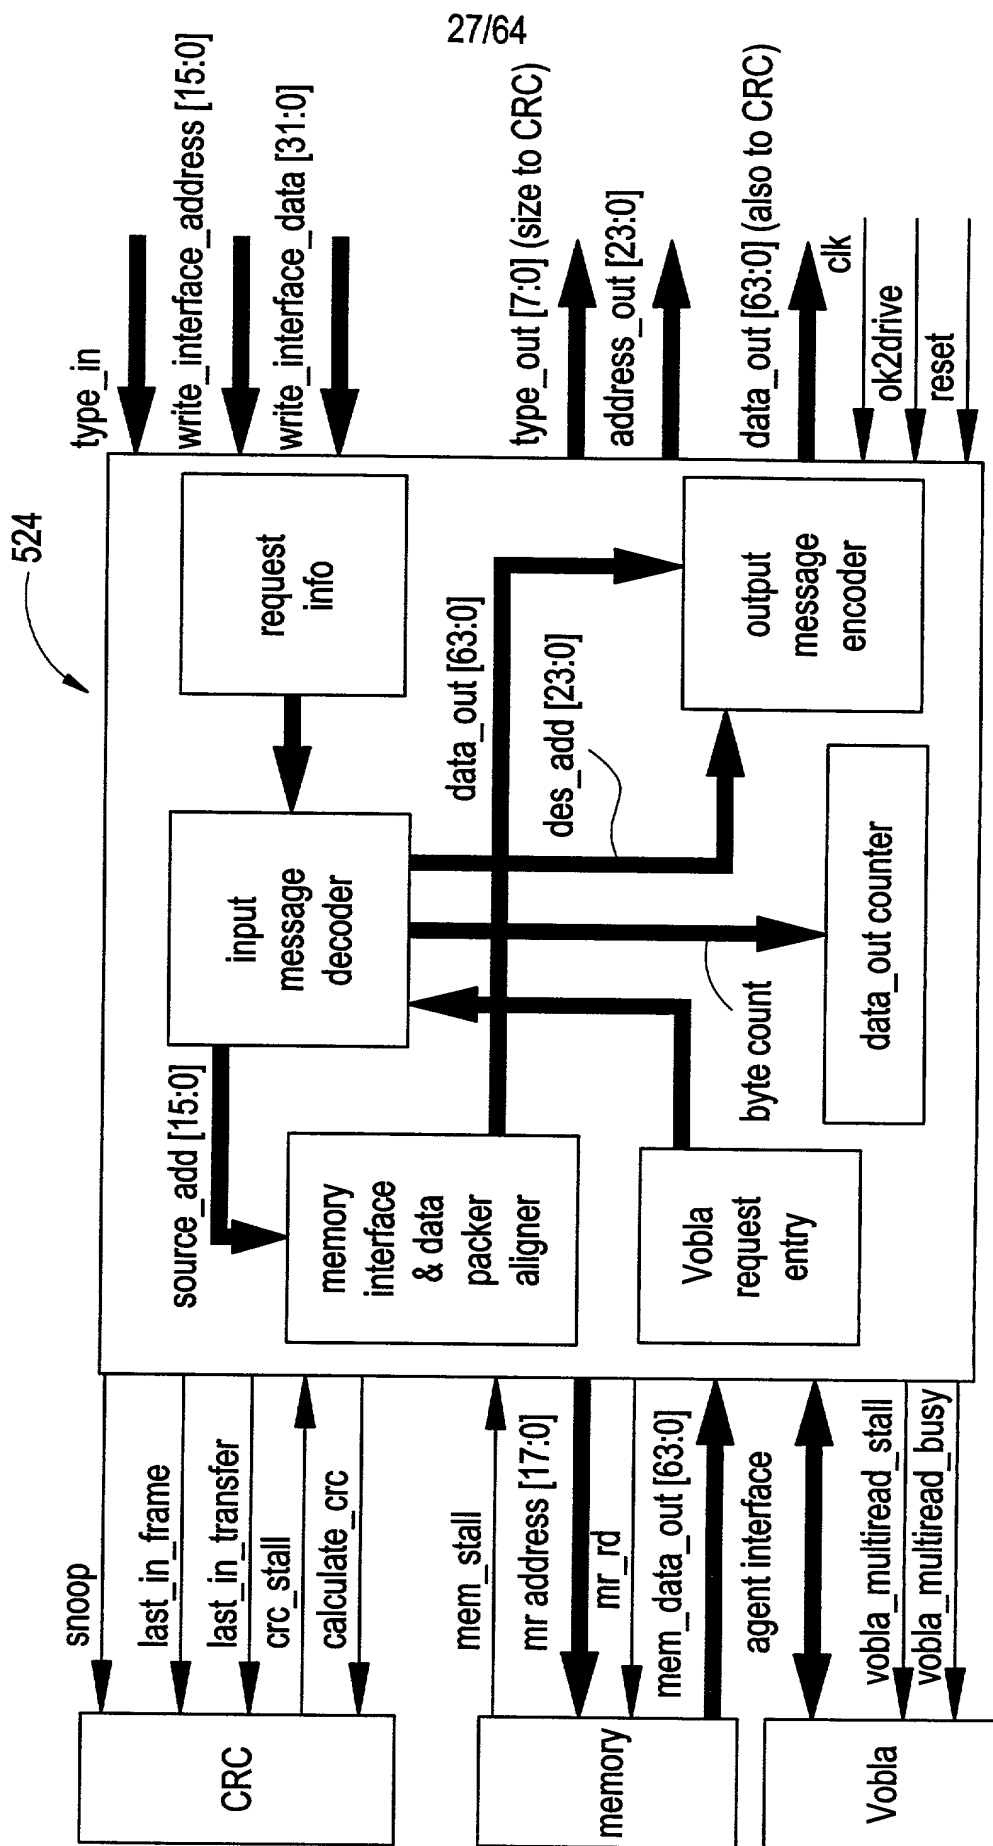 27/64
524
type_in
write_interface_address [15:0]
write_interface_data [31:0]
type_out [7:0] (size to CRC)
address_out [23:0]
data_out [63:0] (also to CRC)
clk
ok2drive
reset
request
info
input
message
decoder
output
message
encoder
data_out [63:0]
des_add [23:0]
data_out counter
byte count
source_add [15:0]
memory
interface
& data
packer
aligner
Vobla
request
entry
snoop
last_in_frame
last_in_transfer
crc_stall
calculate_crc
mem_stall
mr address [17:0]
mr_rd
mem_data_out [63:0]
agent interface
vobla_multiread_stall
vobla_multiread_busy
CRC
memory
Vobla